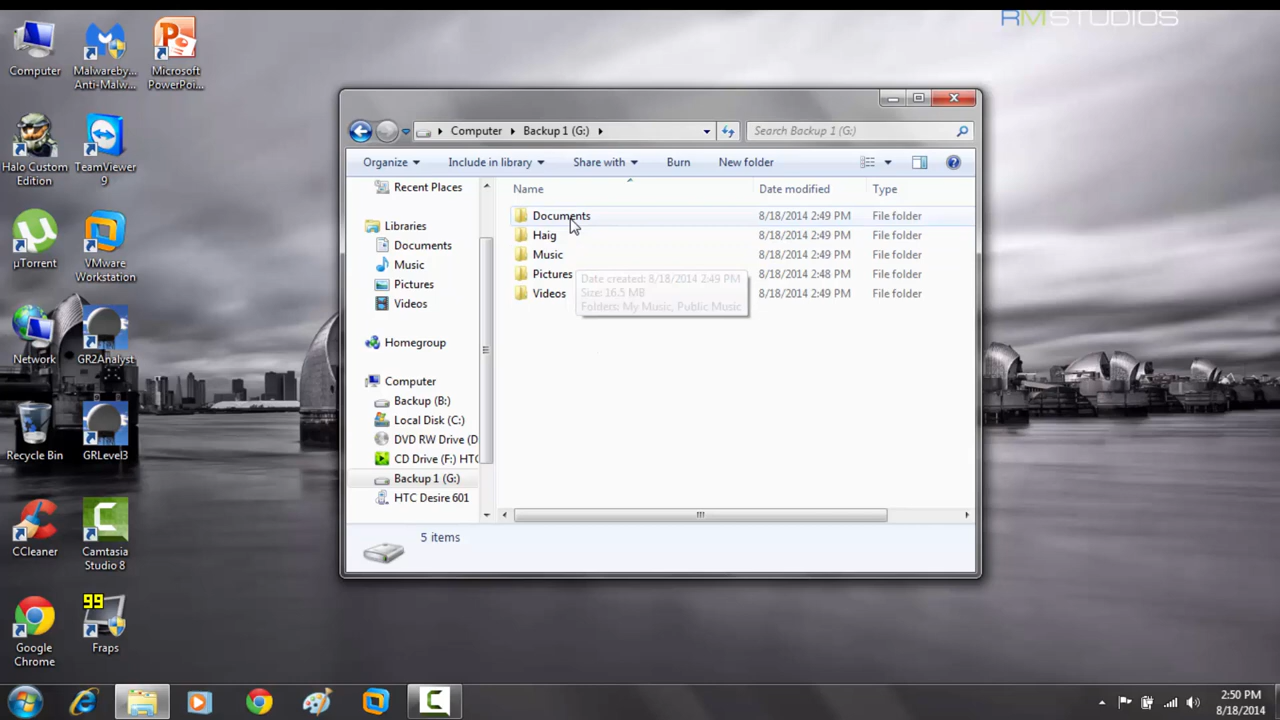 RMSTUDIOS
Computer
Malwareby...
Anti-Malw...
Microsoft
PowerPoi...
Halo Custom
Edition
TeamViewer
9
µTorrent
VMware
Workstation
Network
GR2Analyst
Recycle Bin
GRLevel3
CCleaner
Camtasia
Studio 8
99
Google
Chrome
Fraps
Computer
Backup 1 (G:)
Search Backup 1 (G:)
Organize
Include in library
Share with
Burn
New folder
Recent Places
Libraries
Documents
Music
Pictures
Videos
Homegroup
Computer
Backup (B:)
Local Disk (C:)
DVD RW Drive (D
CD Drive (F:) HTC
Backup 1 (G:)
HTC Desire 601
Name Date modified Type
Documents 8/18/2014 2:49 PM File folder
Haig 8/18/2014 2:49 PM File folder
Music 8/18/2014 2:49 PM File folder
Pictures 8/18/2014 2:48 PM File folder
Videos 8/18/2014 2:49 PM File folder
Date created: 8/18/2014 2:49 PM
Size: 16.5 MB
Folders: My Music, Public Music
5 items
2:50 PM
8/18/2014